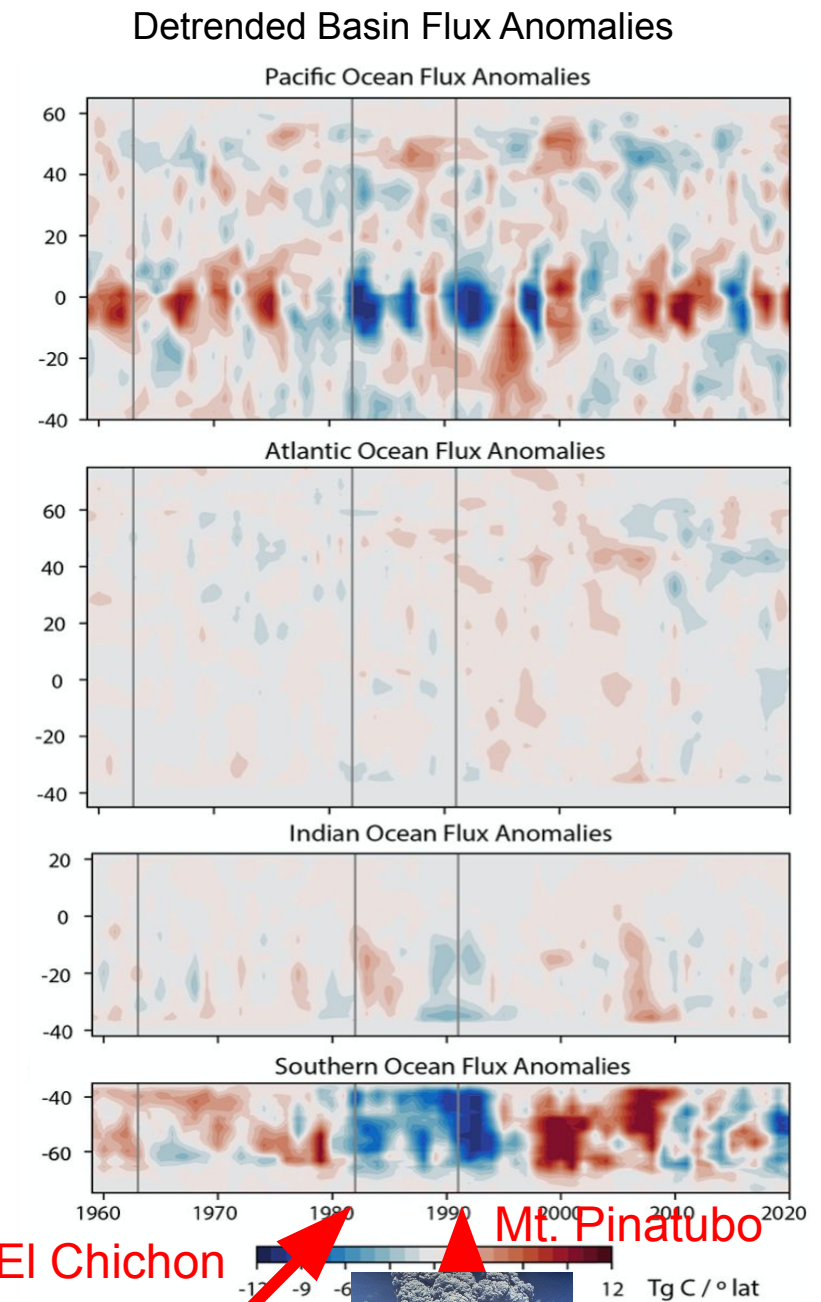 Detrended Basin Flux Anomalies
Pacific Ocean Flux Anomalies
60
40
20
0
-20
-40
Atlantic Ocean Flux Anomalies
60
40
20
0
-20
-40
Indian Ocean Flux Anomalies
20
0
-20
-40
Southern Ocean Flux Anomalies
-40
-60
1960 1970 1980 1990 2000 2010 2020
Mt. Pinatubo
El Chichon
-9 -6 12 Tg C / º lat